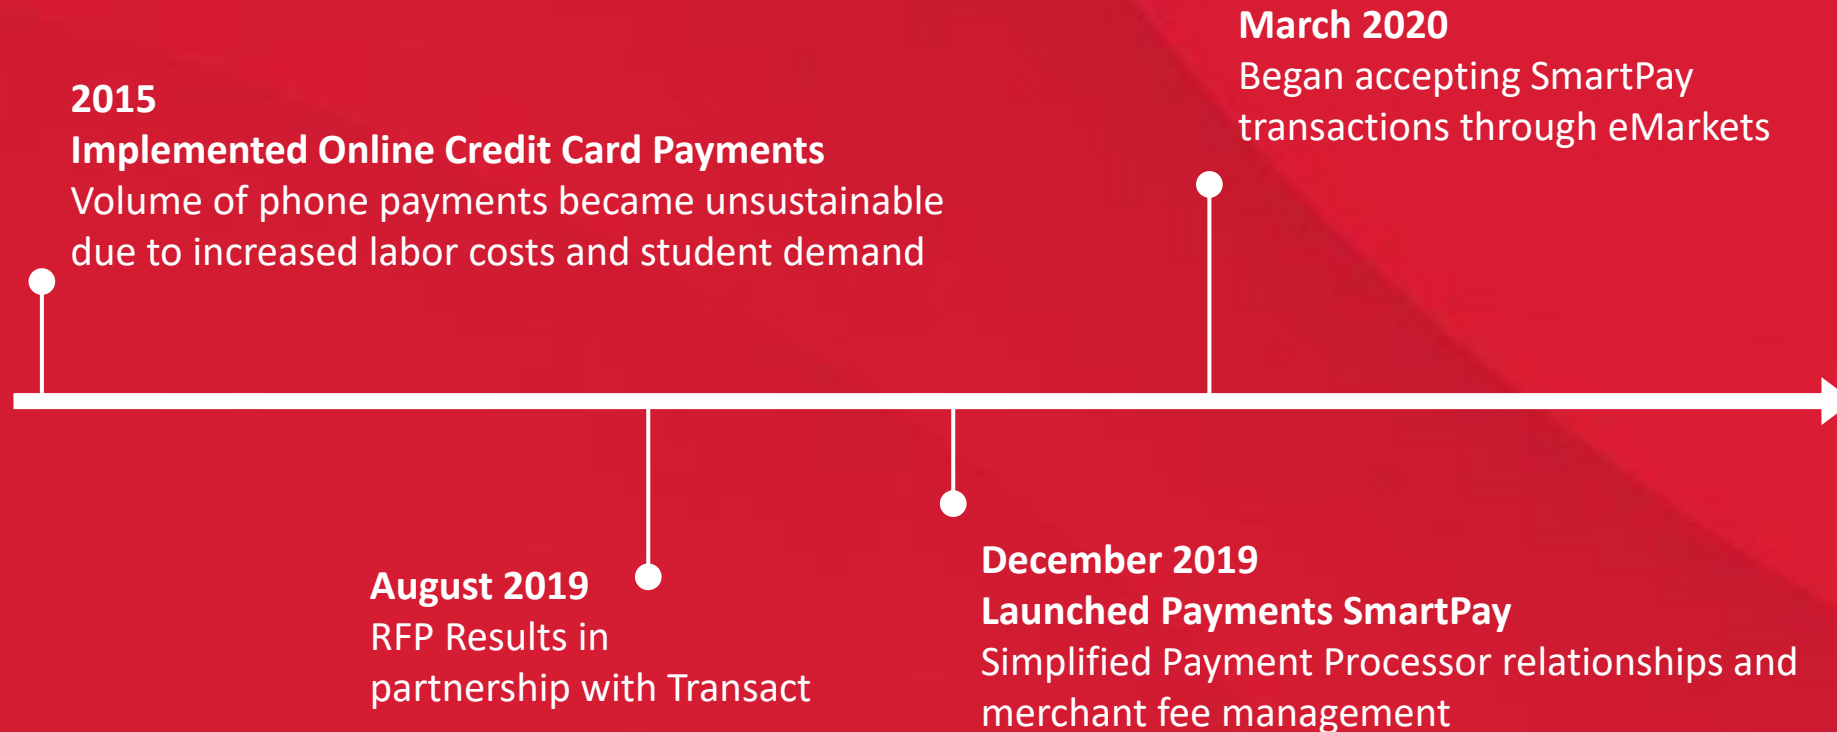 2015
Implemented Online Credit Card Payments
Volume of phone payments became unsustainable
due to increased labor costs and student demand
August 2019
RFP Results in
partnership with Transact
December 2019
Launched Payments SmartPay
Simplified Payment Processor relationships and
merchant fee management
March 2020
Began accepting SmartPay
transactions through eMarkets